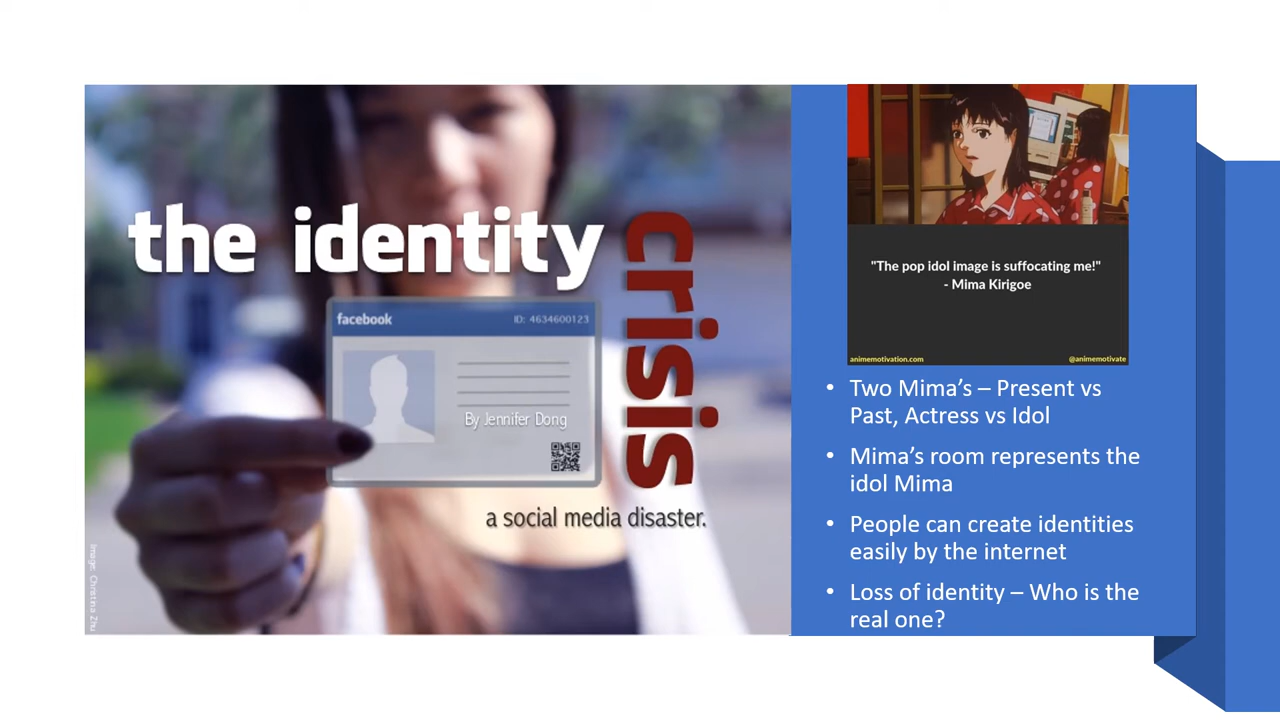 the identity
crisis
facebook
ID: 4634600123
By Jennifer Dong
a social media disaster.
Image: Christina Zhu
"The pop idol image is suffocating me!"
- Mima Kirigoe
animemotivation.com
@animemotivate
• Two Mima's – Present vs
Past, Actress vs Idol
• Mima's room represents the
idol Mima
• People can create identities
easily by the internet
• Loss of identity – Who is the
real one?